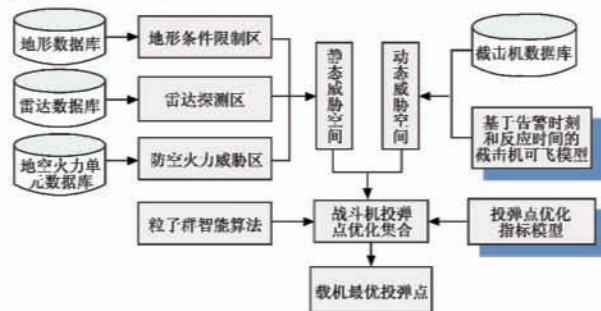 地形数据库
地形条件限制区
雷达数据库
雷达探测区
地空火力单
元数据库
防空火力威胁区
静态威胁空间
动态威胁空间
截击机数据库
基于告警时刻
和反应时间的
截击机可飞模型
粒子群智能算法
战斗机投弹
点优化集合
投弹点优化
指标模型
载机最优投弹点